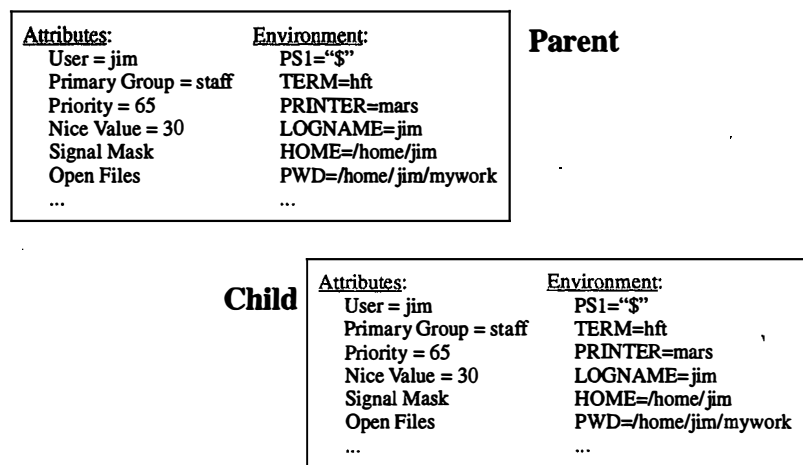 Attributes: Environment: Parent
User = jim PS1=“$”
Primary Group = staff TERM=hft
Priority = 65 PRINTER=mars
Nice Value = 30 LOGNAME=jim
Signal Mask HOME=/home/jim
Open Files PWD=/home/jim/mywork
... ...
Child Attributes: Environment:
User = jim PS1=“$”
Primary Group = staff TERM=hft
Priority = 65 PRINTER=mars
Nice Value = 30 LOGNAME=jim
Signal Mask HOME=/home/jim
Open Files PWD=/home/jim/mywork
... ...